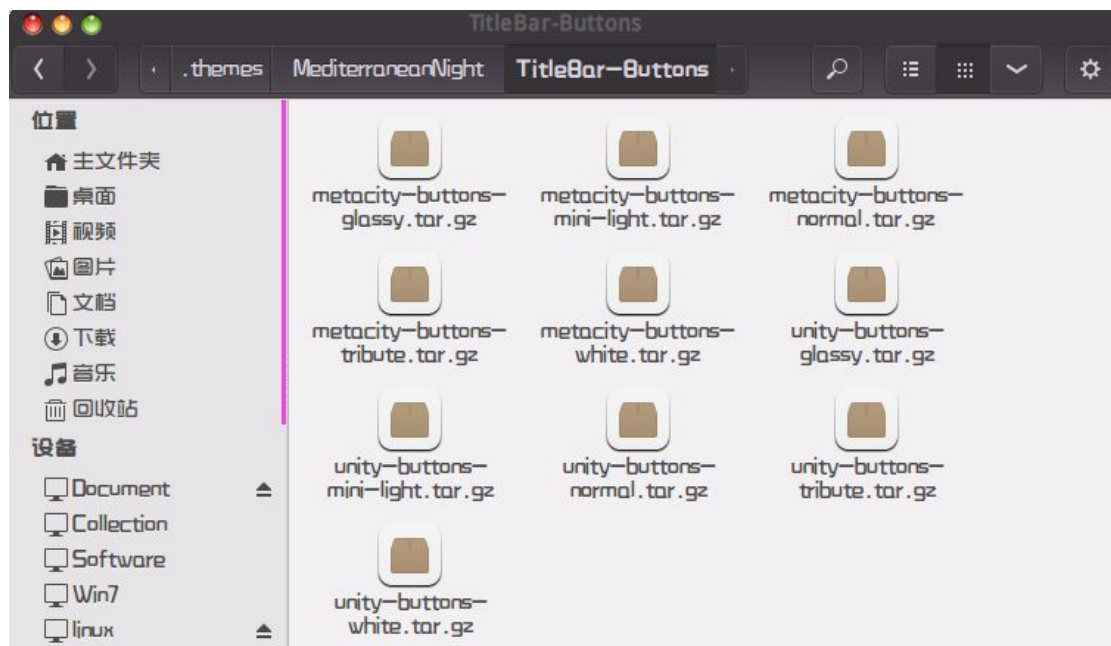 TitleBar-Buttons
.themes MediterraneanNight TitleBar-Buttons
位置
主文件夹
桌面
视频
图片
文档
下载
音乐
回收站
设备
Document
Collection
Software
Win7
linux
metacity-buttons-
glassy.tar.gz
metacity-buttons-
mini-light.tar.gz
metacity-buttons-
normal.tar.gz
metacity-buttons-
tribute.tar.gz
metacity-buttons-
white.tar.gz
unity-buttons-
glassy.tar.gz
unity-buttons-
mini-light.tar.gz
unity-buttons-
normal.tar.gz
unity-buttons-
tribute.tar.gz
unity-buttons-
white.tar.gz